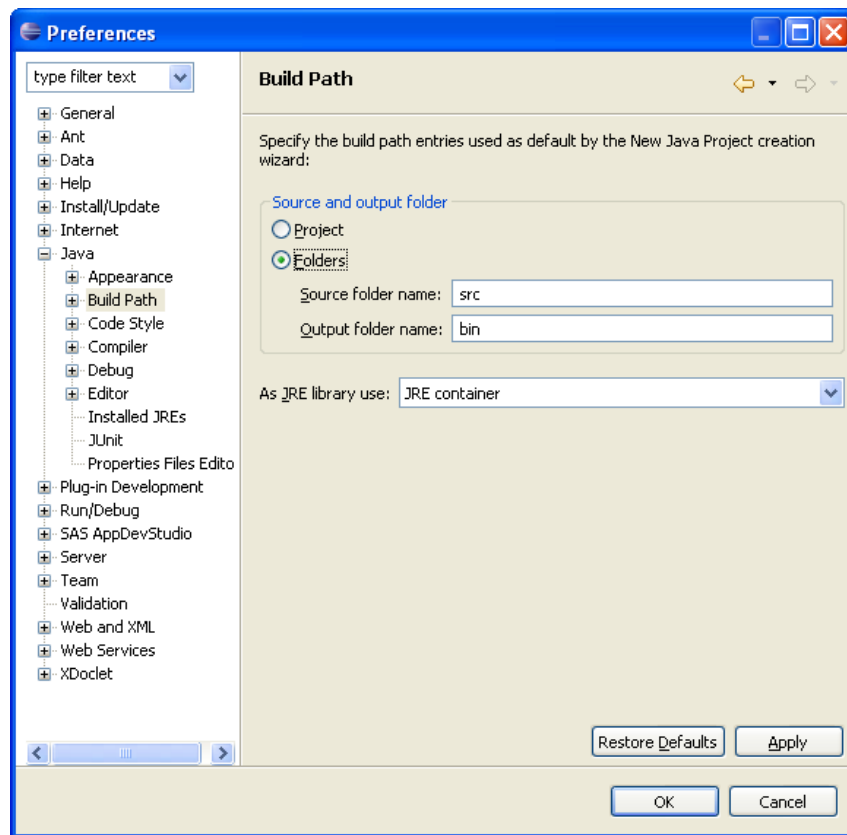 Preferences
type filter text
General
Ant
Data
Help
Install/Update
Internet
Java
Appearance
Build Path
Code Style
Compiler
Debug
Editor
Installed JREs
JUnit
Properties Files Edito
Plug-in Development
Run/Debug
SAS AppDevStudio
Server
Team
Validation
Web and XML
Web Services
XDoclet
Build Path
Specify the build path entries used as default by the New Java Project creation
wizard:
Source and output folder
Project
Folders
Source folder name: src
Output folder name: bin
As JRE library use: JRE container
Restore Defaults Apply
OK Cancel